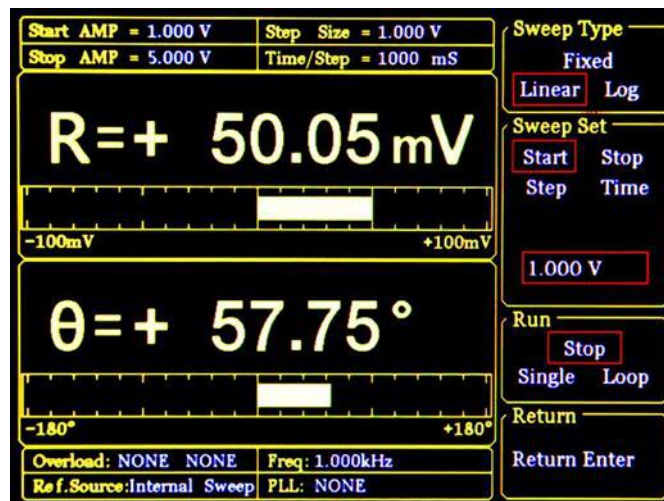 Start AMP = 1.000 V
Step Size = 1.000 V
Stop AMP = 5.000 V
Time/Step = 1000 mS
R=+ 50.05 mV
-100mV +100mV
θ=+ 57.75°
-180° +180°
Overload: NONE NONE
Freq: 1.000kHz
Ref.Source:Internal Sweep
PLL: NONE
Sweep Type
Fixed
Linear Log
Sweep Set
Start Stop
Step Time
1.000 V
Run
Stop
Single Loop
Return
Return Enter